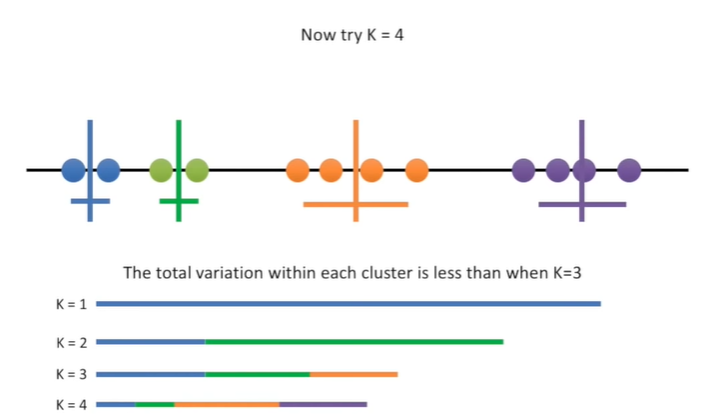 Now try K = 4
The total variation within each cluster is less than when K=3
K = 1
K = 2
K = 3
K = 4